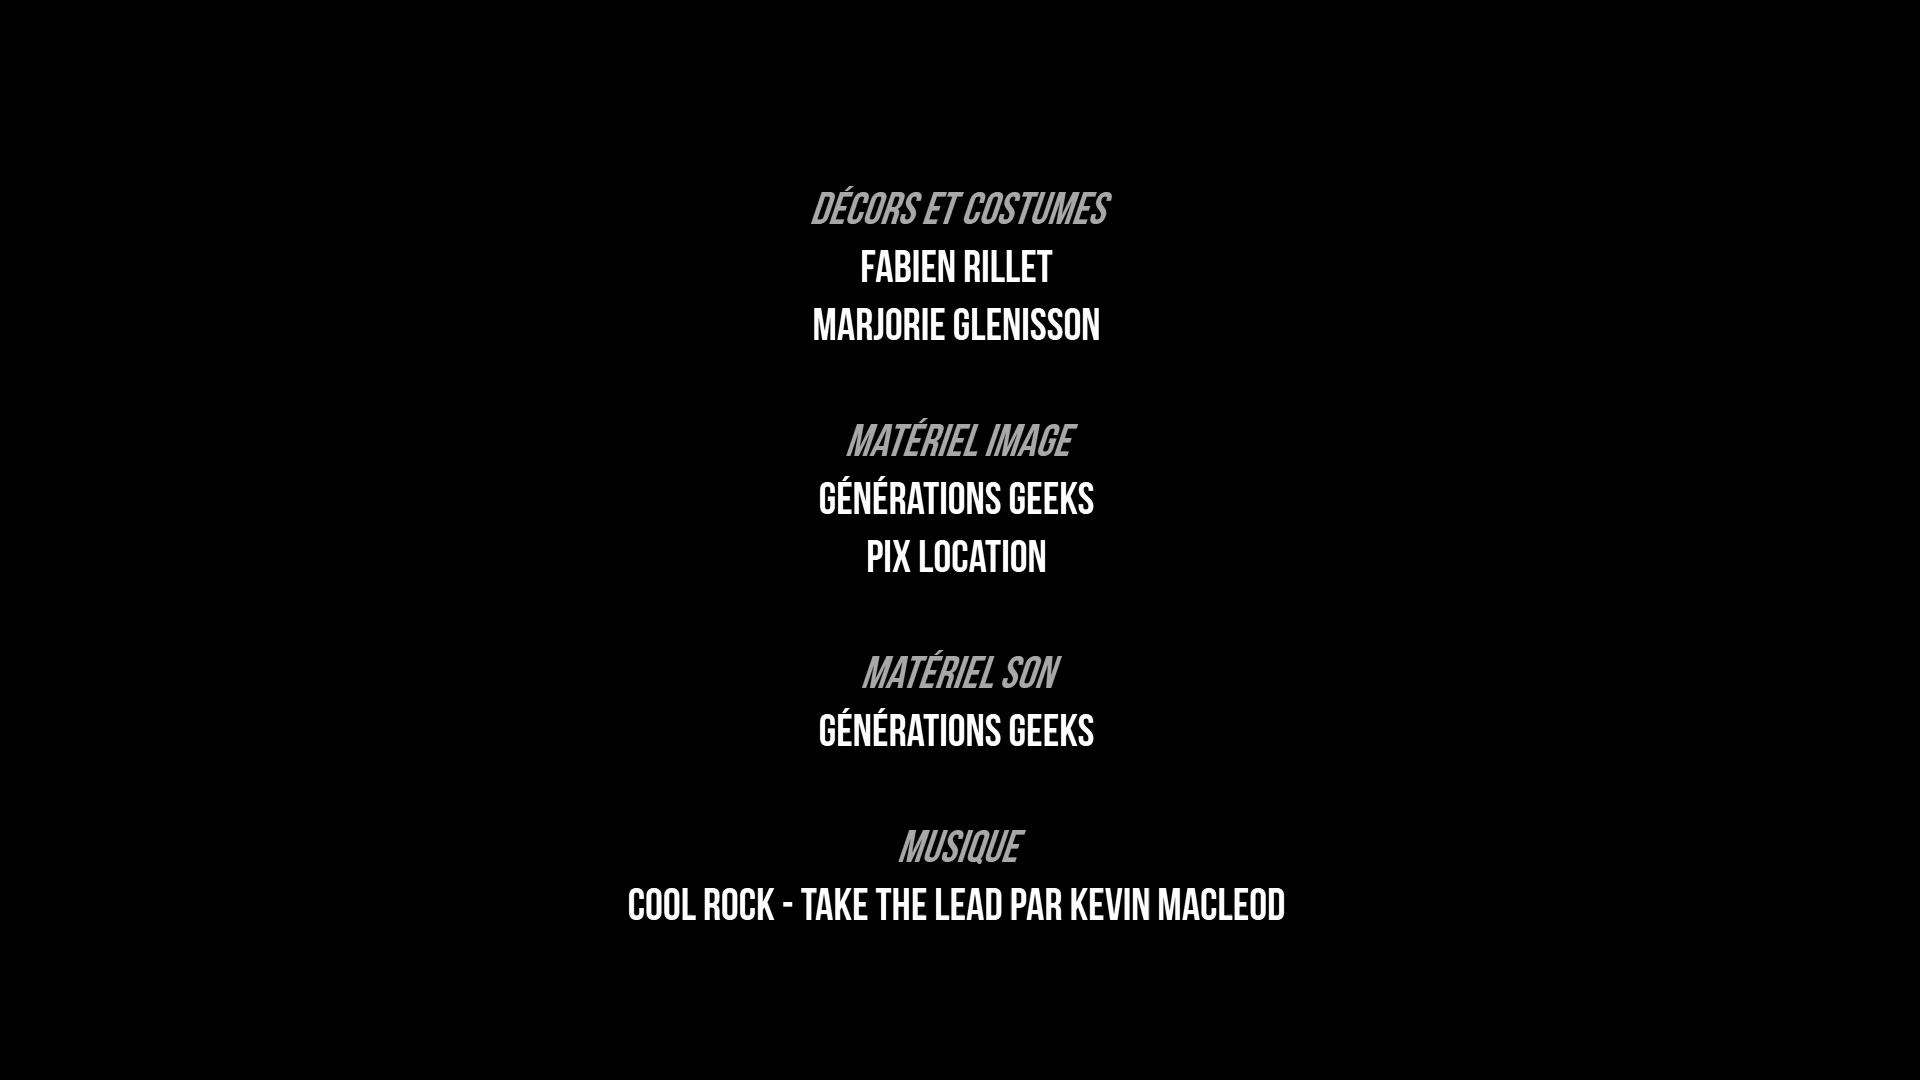 DÉCORS ET COSTUMES
FABIEN RILLET
MARJORIE GLENISSON
MATÉRIEL IMAGE
GÉNÉRATIONS GEEKS
PIX LOCATION
MATÉRIEL SON
GÉNÉRATIONS GEEKS
MUSIQUE
COOL ROCK - TAKE THE LEAD PAR KEVIN MACLEOD